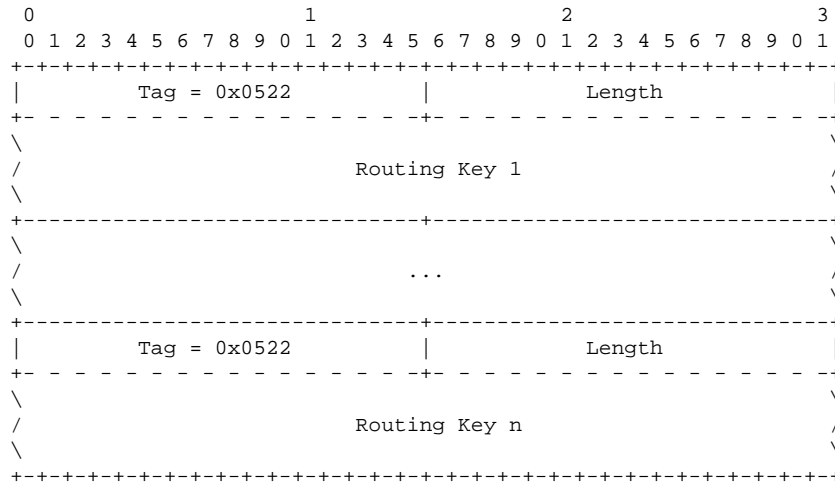 0                   1                   2                   3
 0 1 2 3 4 5 6 7 8 9 0 1 2 3 4 5 6 7 8 9 0 1 2 3 4 5 6 7 8 9 0 1
+-+-+-+-+-+-+-+-+-+-+-+-+-+-+-+-+-+-+-+-+-+-+-+-+-+-+-+-+-+-+-+-+
|         Tag = 0x0522          |            Length             |
+- - - - - - - - - - - - - - - -+- - - - - - - - - - - - - - - -+
\                                                               \
/                          Routing Key 1                        /
\                                                               \
+-------------------------------+-------------------------------+
\                                                               \
/                              ...                              /
\                                                               \
+-------------------------------+-------------------------------+
|         Tag = 0x0522          |            Length             |
+- - - - - - - - - - - - - - - -+- - - - - - - - - - - - - - - -+
\                                                               \
/                          Routing Key n                        /
\                                                               \
+-+-+-+-+-+-+-+-+-+-+-+-+-+-+-+-+-+-+-+-+-+-+-+-+-+-+-+-+-+-+-+-+